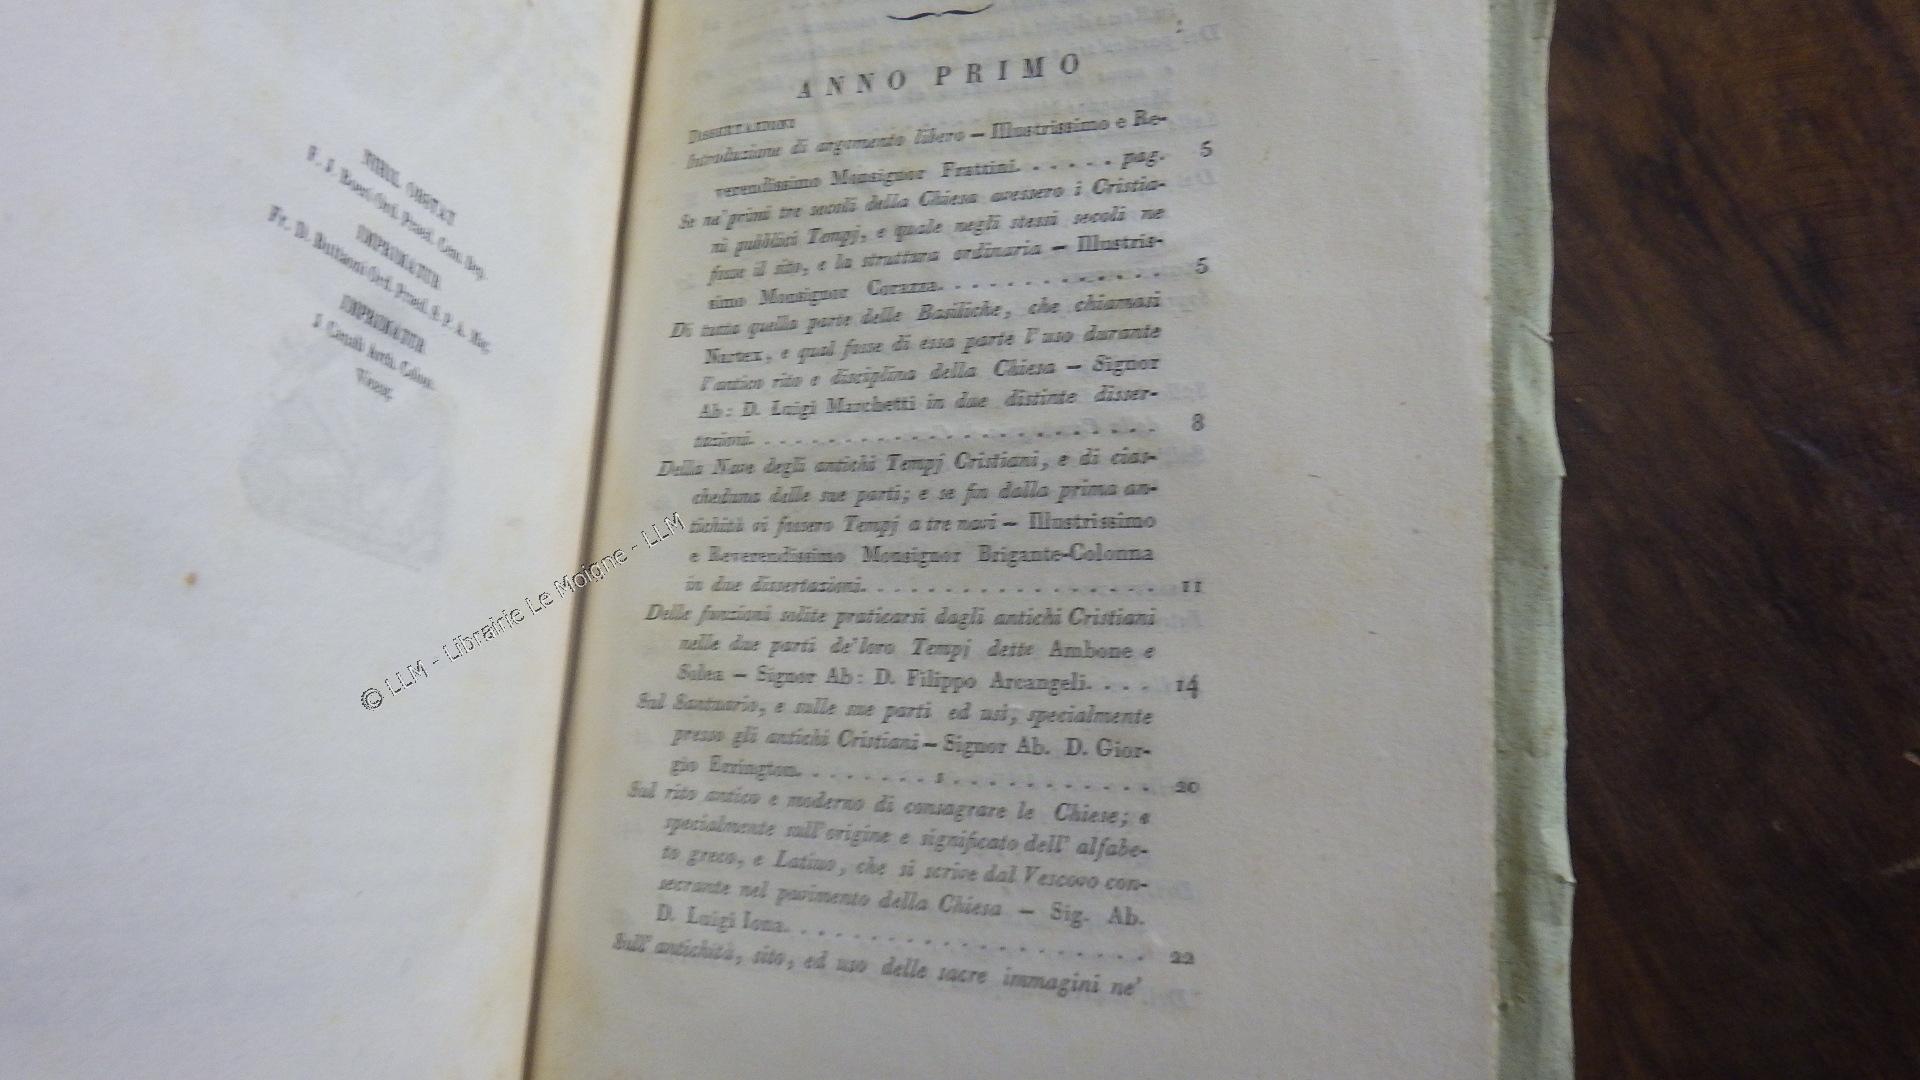 NIHIL OBSTAT
Ord. Praed. Cens. Dep.
IMPRIMATUR
Fr. D. Buttaoni Ord. Praed. S. P. A. Mag.
IMPRIMATUR
Vicesg.
ANNO PRIMO
DISSERTAZIONI
Introduzione di argomento libero — Illustrissimo e Re-
verendissimo Monsignor Frattini. . . . . . pag. 5
Se ne' primi tre secoli della Chiesa avessero i Cristia-
ni pubblici Tempj, e quale negli stessi secoli ne
fosse il sito, e la struttura ordinaria — Illustris-
simo Monsignor Corazza. . . . . . . . . . . . . 5
Di tutta quella parte delle Basiliche, che chiamasi
Nartex, e qual fosse di essa parte l'uso durante
l'antico rito e disciplina della Chiesa — Signor
Ab: D. Luigi Marchetti in due distinte disser-
tazioni. . . . . . . . . . . . . . . . . . . . . . 8
Della Nave degli antichi Tempj Cristiani, e di cias-
cheduna delle sue parti; e se fin dalla prima an-
tichità vi fossero Tempj a tre navi — Illustrissimo
e Reverendissimo Monsignor Brigante-Colonna
in due dissertazioni. . . . . . . . . . . . . . . . 11
Delle funzioni solite praticarsi dagli antichi Cristiani
nelle due parti de' loro Tempj dette Ambone e
Solea — Signor Ab: D. Filippo Arcangeli. . . . 14
Sul Santuario, e sulle sue parti ed usi, specialmente
presso gli antichi Cristiani — Signor Ab. D. Gior-
gio Errington. . . . . . . . . . . . . . . . . . . 20
Sul rito antico e moderno di consagrare le Chiese; e
specialmente sull'origine e significato dell' alfabe-
to greco, e Latino, che si scrive dal Vescovo con-
secrante nel pavimento della Chiesa — Sig. Ab.
D. Luigi Iona. . . . . . . . . . . . . . . . . . . 22
Sull' antichità, sito, ed uso delle sacre immagini ne'
© LLM - Librairie Le Moigne - LLM